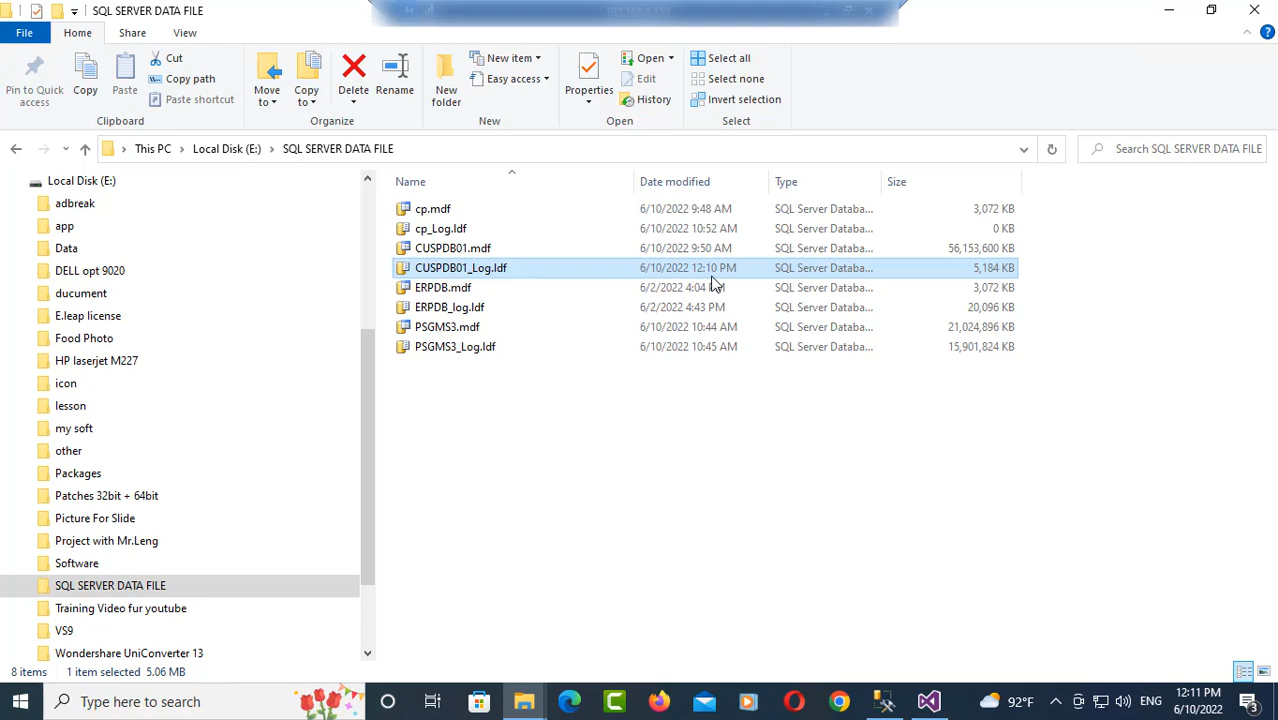 SQL SERVER DATA FILE
File
Home
Share
View
Pin to Quick access
Copy
Paste
Cut
Copy path
Paste shortcut
Clipboard
Move to
Copy to
Delete
Rename
Organize
New folder
New item
Easy access
New
Properties
Open
Edit
History
Open
Select all
Select none
Invert selection
Select
This PC > Local Disk (E:) > SQL SERVER DATA FILE
Search SQL SERVER DATA FILE
Local Disk (E:)
adbreak
app
Data
DELL opt 9020
ducument
E.leap license
Food Photo
HP laserjet M227
icon
lesson
my soft
other
Packages
Patches 32bit + 64bit
Picture For Slide
Project with Mr.Leng
Software
SQL SERVER DATA FILE
Training Video fur youtube
VS9
Wondershare UniConverter 13
Name Date modified Type Size
cp.mdf 6/10/2022 9:48 AM SQL Server Databa... 3,072 KB
cp_Log.ldf 6/10/2022 10:52 AM SQL Server Databa... 0 KB
CUSPDB01.mdf 6/10/2022 9:50 AM SQL Server Databa... 56,153,600 KB
CUSPDB01_Log.ldf 6/10/2022 12:10 PM SQL Server Databa... 5,184 KB
ERPDB.mdf 6/2/2022 4:04 SQL Server Databa... 3,072 KB
ERPDB_log.ldf 6/2/2022 4:43 PM SQL Server Databa... 20,096 KB
PSGMS3.mdf 6/10/2022 10:44 AM SQL Server Databa... 21,024,896 KB
PSGMS3_Log.ldf 6/10/2022 10:45 AM SQL Server Databa... 15,901,824 KB
8 items 1 item selected 5.06 MB
Type here to search
92°F
ENG
12:11 PM
6/10/2022
3